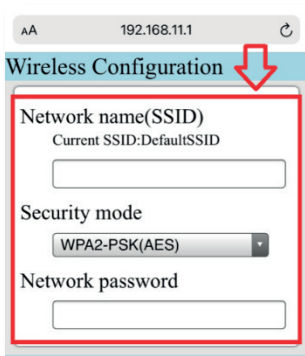 AA 192.168.11.1
Wireless Configuration
Network name(SSID)
Current SSID:DefaultSSID
Security mode
WPA2-PSK(AES)
Network password